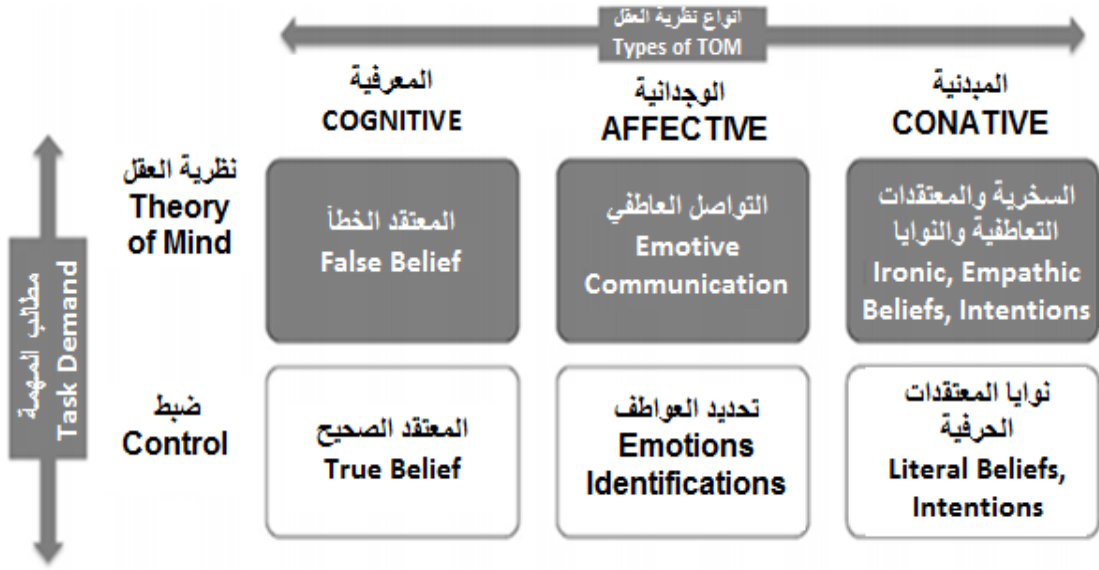 انواع نظرية العقل
Types of TOM
المعرفية
COGNITIVE
الوجدانية
AFFECTIVE
المبدنية
CONATIVE
مطالب المهمة
Task Demand
نظرية العقل
Theory
of Mind
المعتقد الخطأ
False Belief
التواصل العاطفي
Emotive
Communication
السخرية والمعتقدات
التعاطفية والنوايا
Ironic, Empathic
Beliefs, Intentions
ضبط
Control
المعتقد الصحيح
True Belief
تحديد العواطف
Emotions
Identifications
نوايا المعتقدات
الحرفية
Literal Beliefs,
Intentions